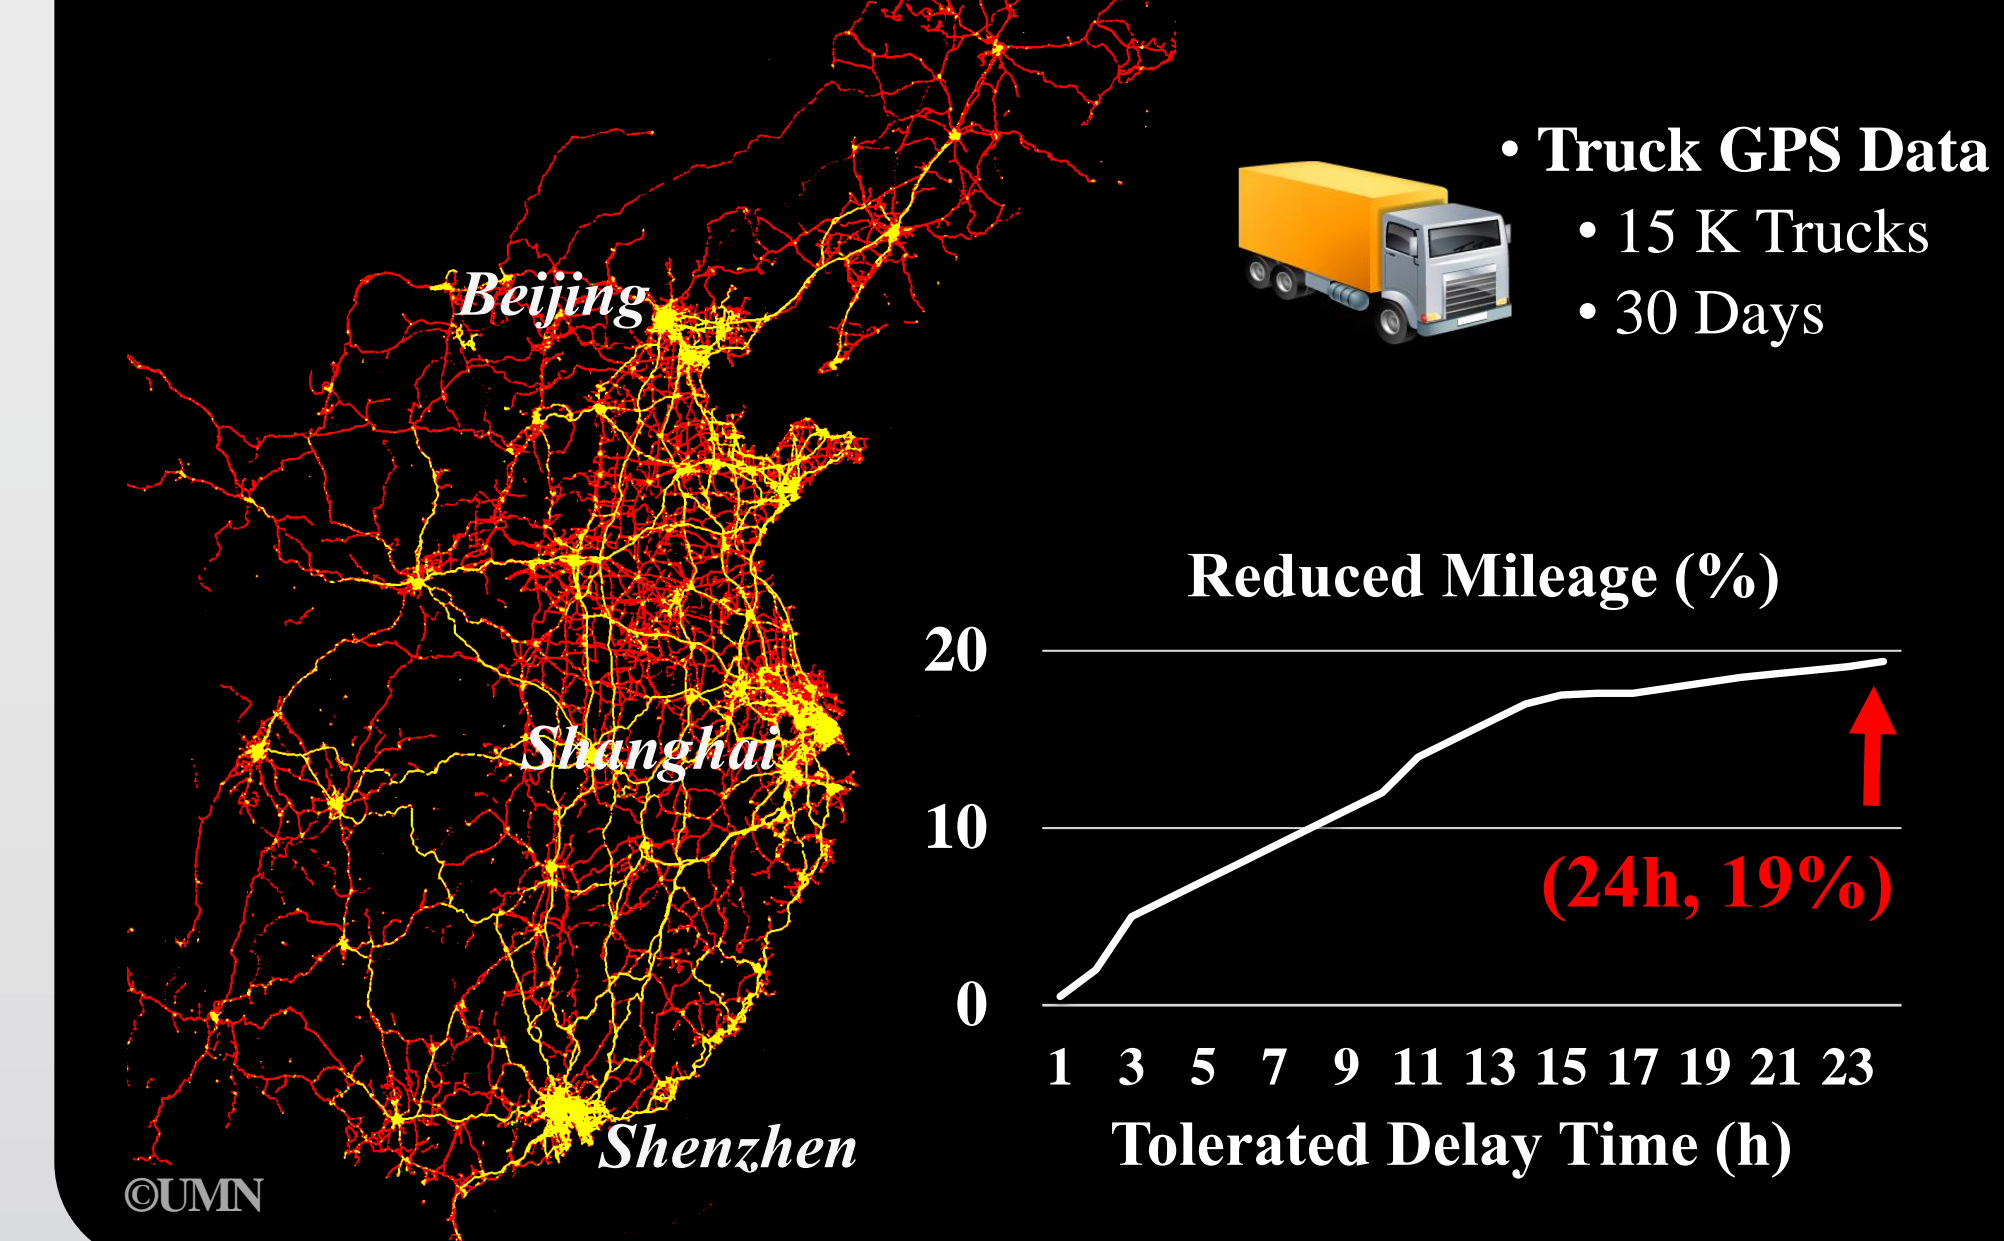 • Truck GPS Data
• 15 K Trucks
• 30 Days
Beijing
Shanghai
Shenzhen
©UMN
Reduced Mileage (%)
20
10
0
(24h, 19%)
1 3 5 7 9 11 13 15 17 19 21 23
Tolerated Delay Time (h)